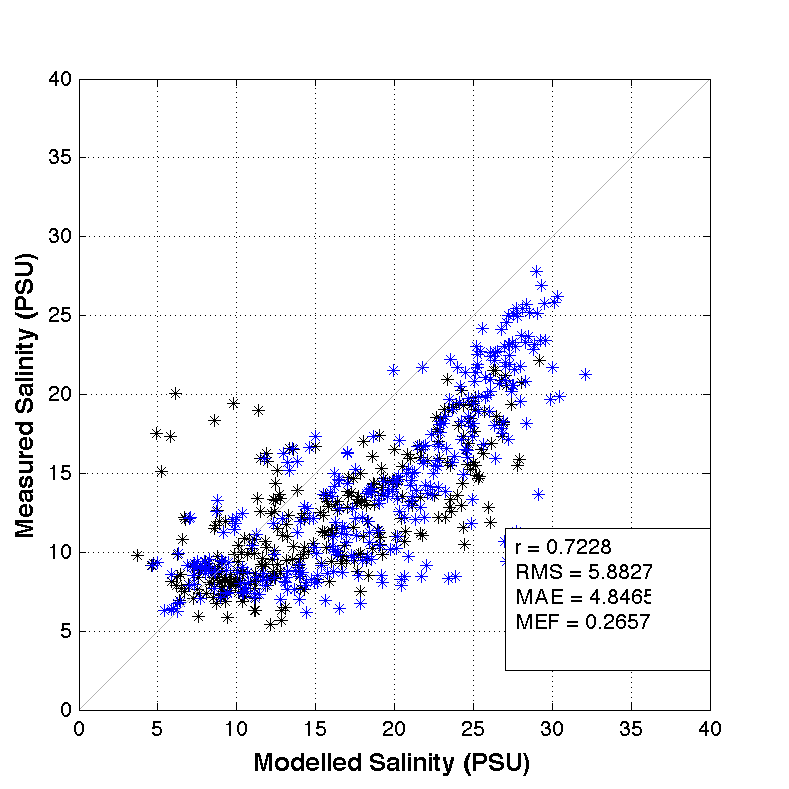 40
35
30
25
20
15
10
5
0
Measured Salinity (PSU)
r = 0.7228
RMS = 5.8827
MAE = 4.8465
MEF = 0.2657
0 5 10 15 20 25 30 35 40
Modelled Salinity (PSU)